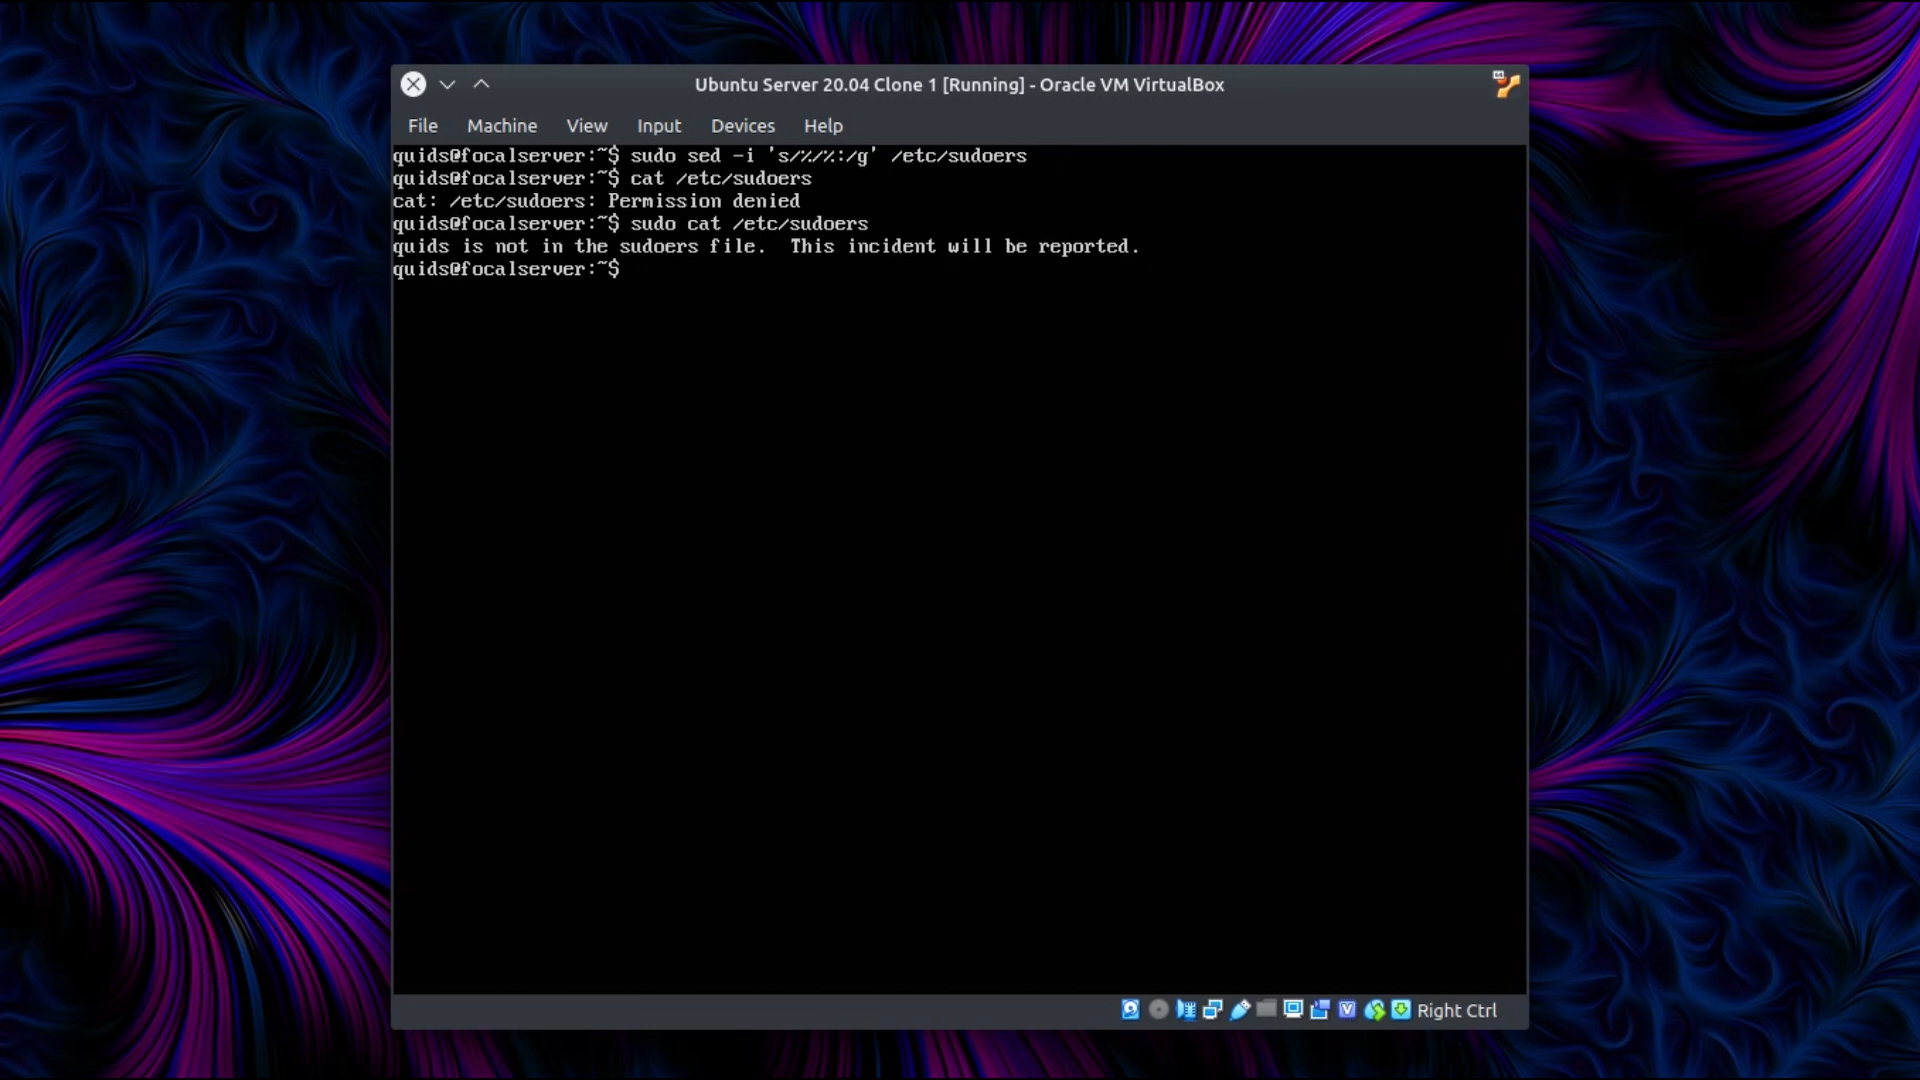 Ubuntu Server 20.04 Clone 1 [Running] - Oracle VM VirtualBox
File Machine View Input Devices Help
quids@focalserver:~$ sudo sed -i 's/%/%:/g' /etc/sudoers
quids@focalserver:~$ cat /etc/sudoers
cat: /etc/sudoers: Permission denied
quids@focalserver:~$ sudo cat /etc/sudoers
quids is not in the sudoers file.  This incident will be reported.
quids@focalserver:~$
Right Ctrl